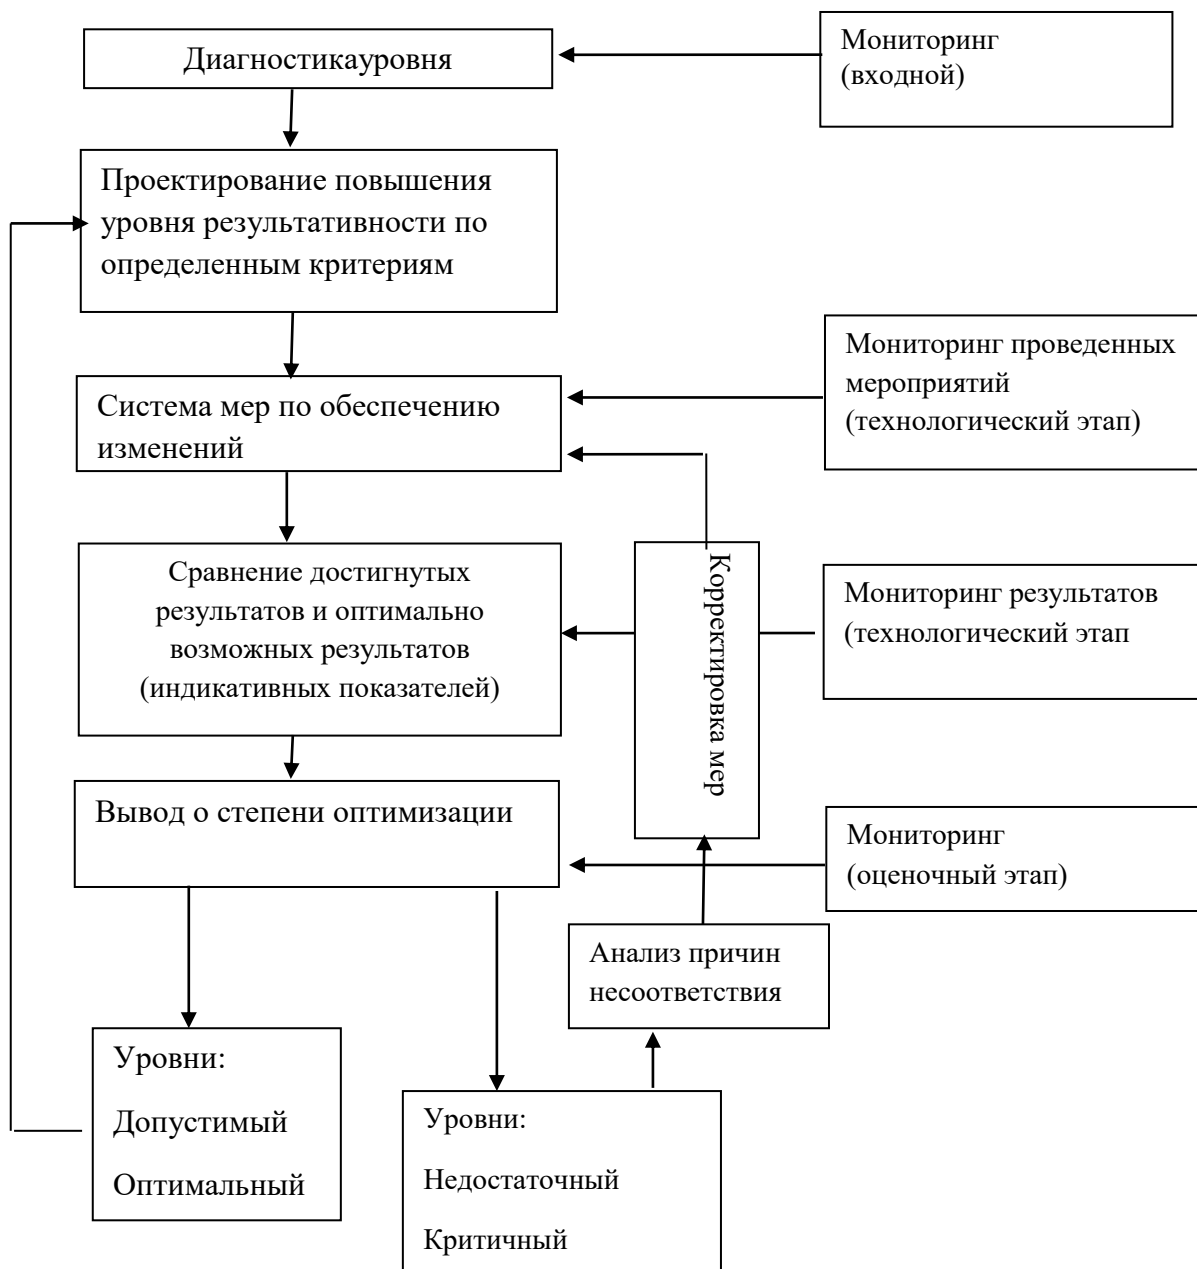 Диагностикауровня
Мониторинг
(входной)
Проектирование повышения
уровня результативности по
определенным критериям
Мониторинг проведенных
мероприятий
(технологический этап)
Система мер по обеспечению
изменений
Сравнение достигнутых
результатов и оптимально
возможных результатов
(индикативных показателей)
Корректировка мер
Мониторинг результатов
(технологический этап
Вывод о степени оптимизации
Мониторинг
(оценочный этап)
Анализ причин
несоответствия
Уровни:
Допустимый
Оптимальный
Уровни:
Недостаточный
Критичный